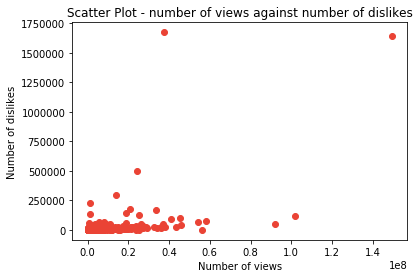 Scatter Plot - number of views against number of dislikes
1750000
1500000
1250000
1000000
750000
500000
250000
0
Number of dislikes
0.0 0.2 0.4 0.6 0.8 1.0 1.2 1.4
1e8
Number of views